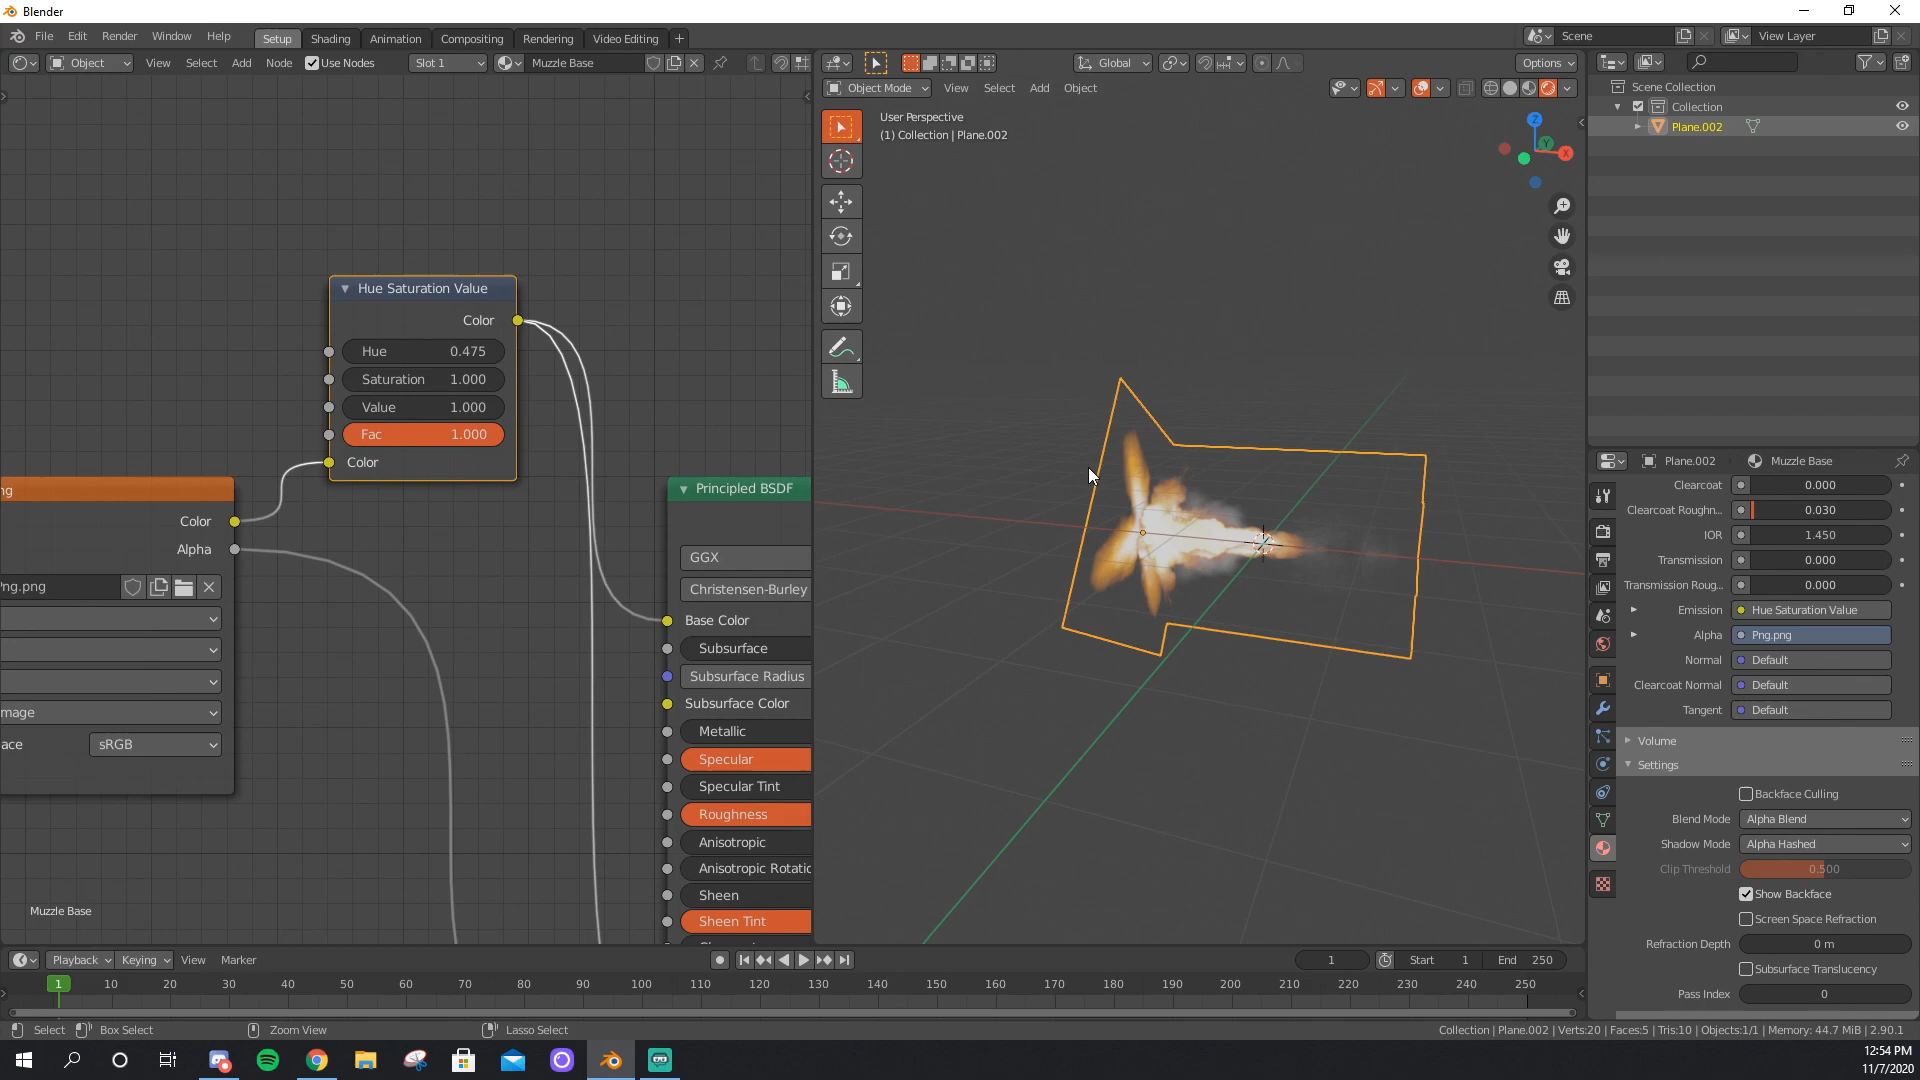 Blender
File Edit Render Window Help Setup Shading Animation Compositing Rendering Video Editing + Scene View Layer
Object View Select Add Node Use Nodes Slot 1 Muzzle Base Global Options
Object Mode View Select Add Object
User Perspective
(1) Collection | Plane.002
Z
Y
X
Scene Collection
Collection
Plane.002
Hue Saturation Value
Color
Hue 0.475
Saturation 1.000
Value 1.000
Fac 1.000
Color
ng
Color
Alpha
Png.png
mage
ace sRGB
Principled BSDF
GGX
Christensen-Burley
Base Color
Subsurface
Subsurface Radius
Subsurface Color
Metallic
Specular
Specular Tint
Roughness
Anisotropic
Anisotropic Rotatic
Sheen
Sheen Tint
Muzzle Base
Plane.002 Muzzle Base
Clearcoat 0.000
Clearcoat Roughn... 0.030
IOR 1.450
Transmission 0.000
Transmission Roug... 0.000
Emission Hue Saturation Value
Alpha Png.png
Normal Default
Clearcoat Normal Default
Tangent Default
Volume
Settings
Backface Culling
Blend Mode Alpha Blend
Shadow Mode Alpha Hashed
Clip Threshold 0.500
Show Backface
Screen Space Refraction
Refraction Depth 0 m
Subsurface Translucency
Pass Index 0
Playback Keying View Marker 1 Start 1 End 250
1 10 20 30 40 50 60 70 80 90 100 110 120 130 140 150 160 170 180 190 200 210 220 230 240 250
Select Box Select Zoom View Lasso Select Collection | Plane.002 | Verts:20 | Faces:5 | Tris:10 | Objects:1/1 | Memory: 44.7 MiB | 2.90.1
12:54 PM
11/7/2020